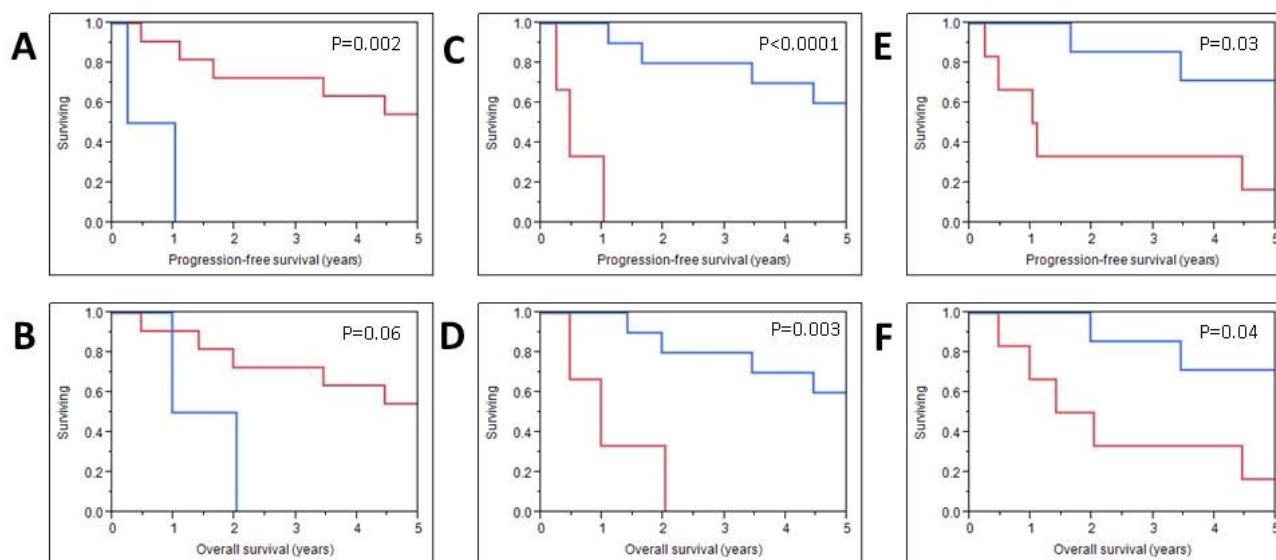 A
P=0.002
Surviving
1.0
0.8
0.6
0.4
0.2
0.0
0 1 2 3 4 5
Progression-free survival (years)
C
P<0.0001
Surviving
1.0
0.8
0.6
0.4
0.2
0.0
0 1 2 3 4 5
Progression-free survival (years)
E
P=0.03
Surviving
1.0
0.8
0.6
0.4
0.2
0.0
0 1 2 3 4 5
Progression-free survival (years)
B
P=0.06
Surviving
1.0
0.8
0.6
0.4
0.2
0.0
0 1 2 3 4 5
Overall survival (years)
D
P=0.003
Surviving
1.0
0.8
0.6
0.4
0.2
0.0
0 1 2 3 4 5
Overall survival (years)
F
P=0.04
Surviving
1.0
0.8
0.6
0.4
0.2
0.0
0 1 2 3 4 5
Overall survival (years)